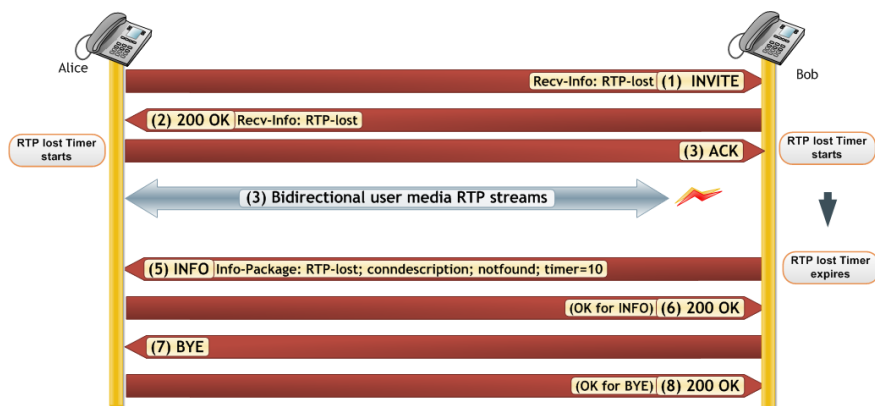 Alice
Bob
Recv-Info: RTP-lost (1) INVITE
(2) 200 OK Recv-Info: RTP-lost
RTP lost Timer
starts
(3) ACK
RTP lost Timer
starts
(3) Bidirectional user media RTP streams
(5) INFO Info-Package: RTP-lost; conndescription; notfound; timer=10
RTP lost Timer
expires
(OK for INFO) (6) 200 OK
(7) BYE
(OK for BYE) (8) 200 OK